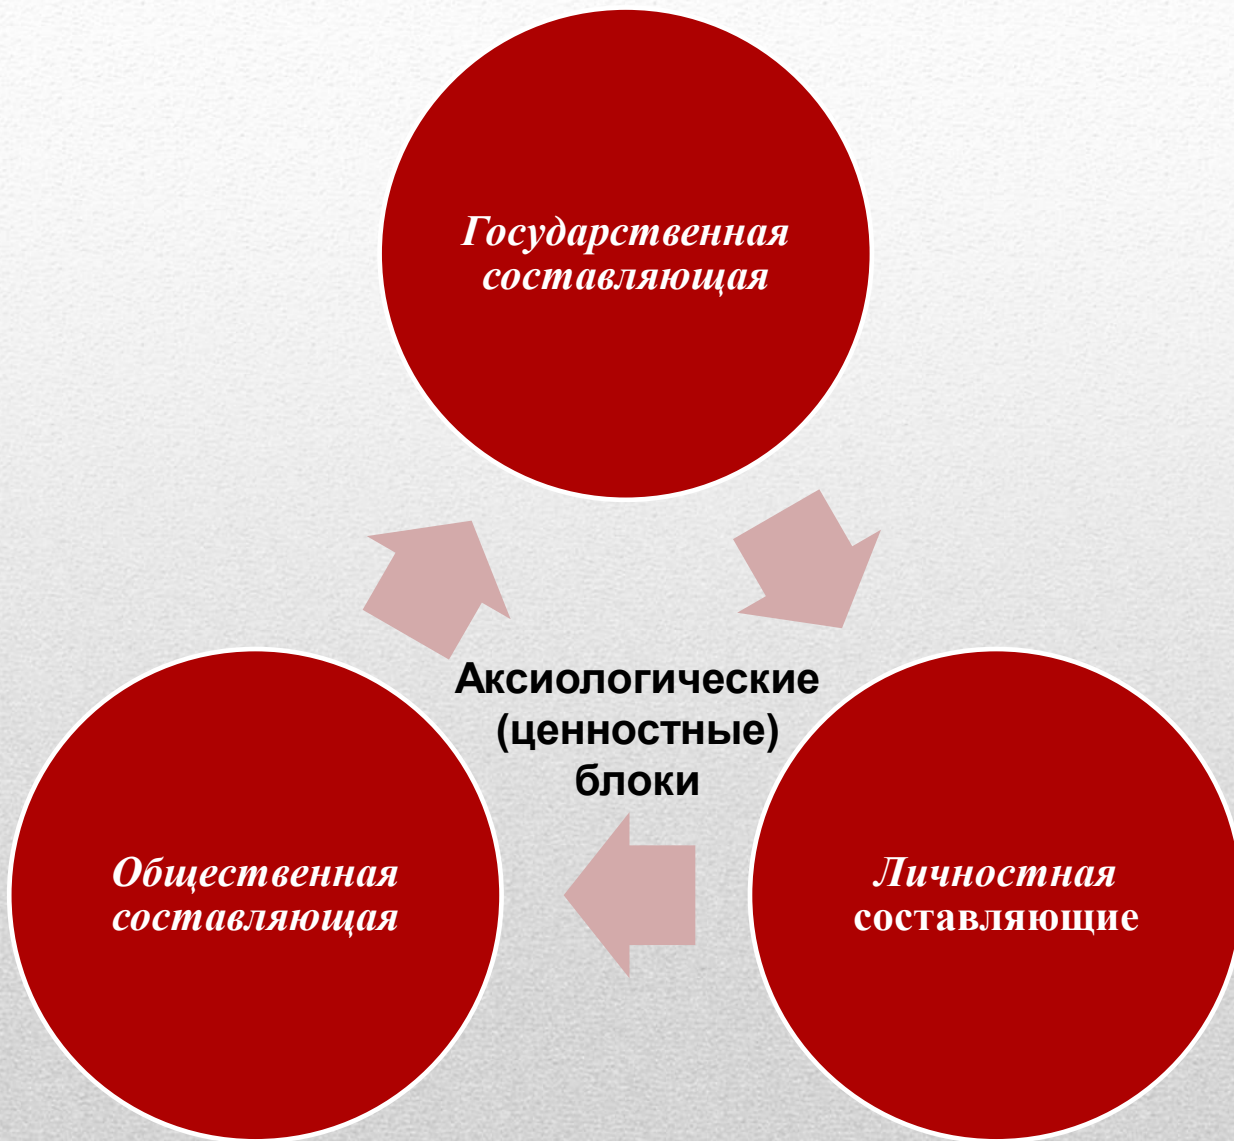 Государственная
составляющая
Аксиологические
(ценностные)
блоки
Общественная
составляющая
Личностная
составляющие